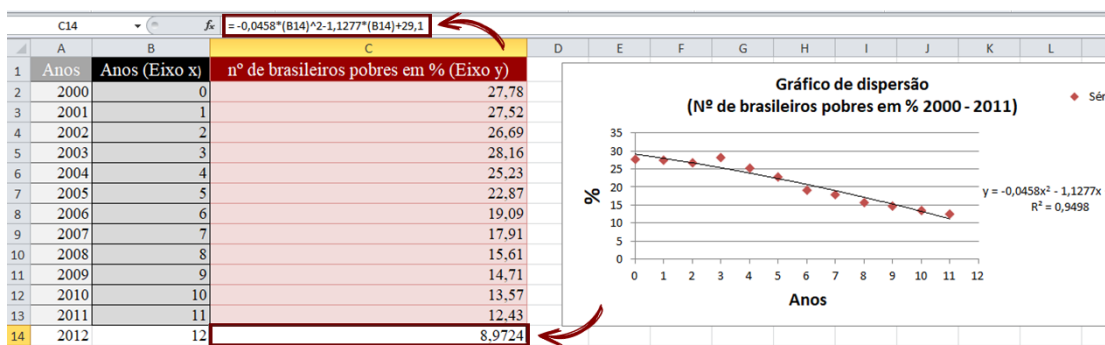 C14 fx = -0,0458*(B14)^2-1,1277*(B14)+29,1
A B C D E F G H I J K L
1 Anos Anos (Eixo x) nº de brasileiros pobres em % (Eixo y)
2 2000 0 27,78
3 2001 1 27,52
4 2002 2 26,69
5 2003 3 28,16
6 2004 4 25,23
7 2005 5 22,87
8 2006 6 19,09
9 2007 7 17,91
10 2008 8 15,61
11 2009 9 14,71
12 2010 10 13,57
13 2011 11 12,43
14 2012 12 8,9724
Gráfico de dispersão
(Nº de brasileiros pobres em % 2000 - 2011)
Sér
35
30
25
20
15
10
5
0
%
y = -0,0458x² - 1,1277x
R² = 0,9498
0 1 2 3 4 5 6 7 8 9 10 11 12
Anos